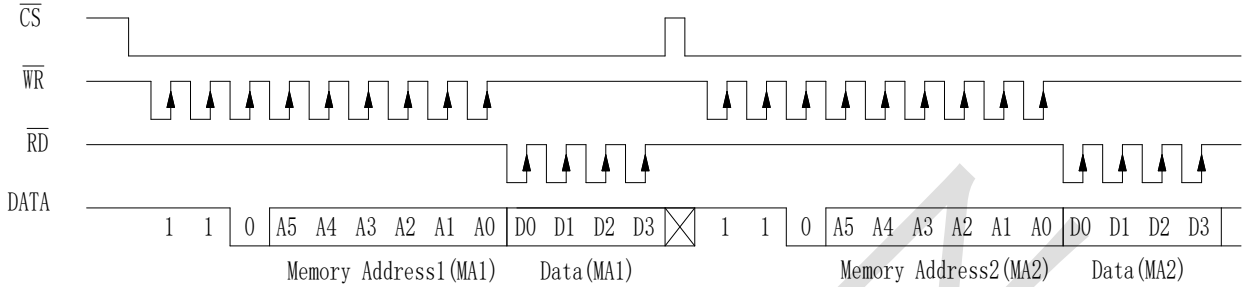 CS
WR
RD
DATA
1 1 0 A5 A4 A3 A2 A1 A0 D0 D1 D2 D3 1 1 0 A5 A4 A3 A2 A1 A0 D0 D1 D2 D3
Memory Address1(MA1) Data(MA1) Memory Address2(MA2) Data(MA2)